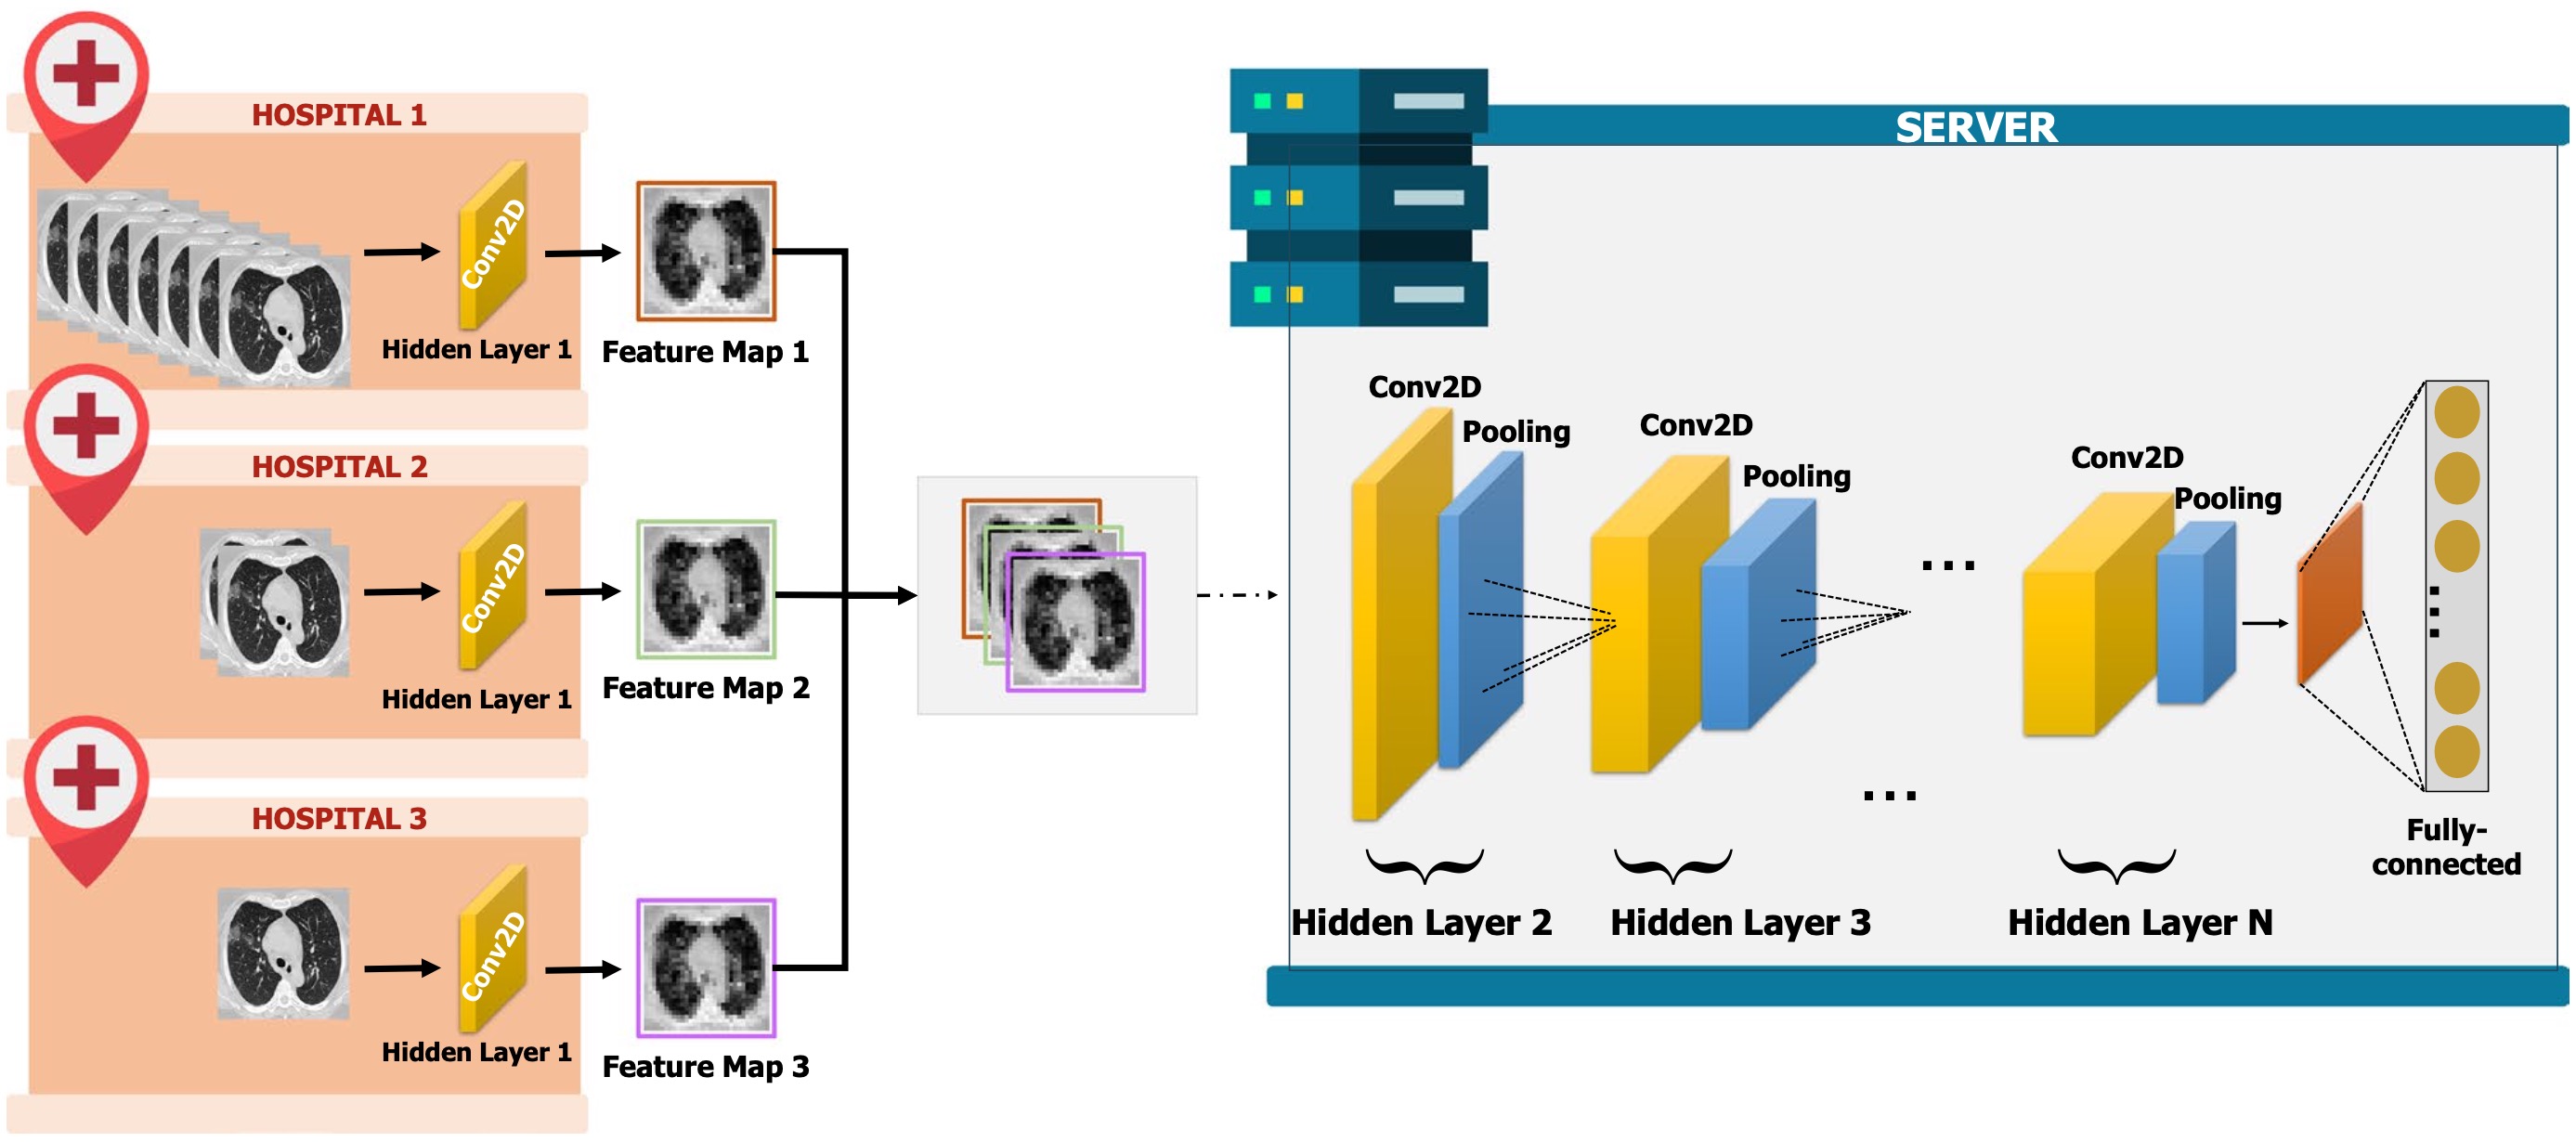 HOSPITAL 1
Conv2D
Hidden Layer 1
Feature Map 1
HOSPITAL 2
Conv2D
Hidden Layer 1
Feature Map 2
HOSPITAL 3
Conv2D
Hidden Layer 1
Feature Map 3
SERVER
Conv2D
Pooling
Conv2D
Pooling
...
Conv2D
Pooling
...
Hidden Layer 2
Hidden Layer 3
Hidden Layer N
Fully-
connected